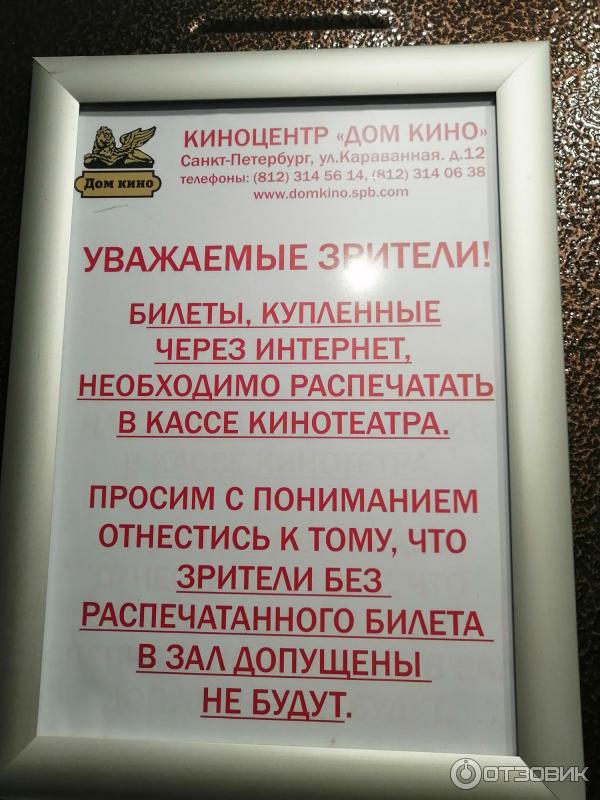 КИНОЦЕНТР «ДОМ КИНО»
Санкт-Петербург, ул.Караванная. д.12
телефоны: (812) 314 56 14, (812) 314 06 38
www.domkino.spb.com
Дом кино
УВАЖАЕМЫЕ ЗРИТЕЛИ!
БИЛЕТЫ, КУПЛЕННЫЕ
ЧЕРЕЗ ИНТЕРНЕТ,
НЕОБХОДИМО РАСПЕЧАТАТЬ
В КАССЕ КИНОТЕАТРА.
ПРОСИМ С ПОНИМАНИЕМ
ОТНЕСТИСЬ К ТОМУ, ЧТО
ЗРИТЕЛИ БЕЗ
РАСПЕЧАТАННОГО БИЛЕТА
В ЗАЛ ДОПУЩЕНЫ
НЕ БУДУТ.
ОТЗОВИК